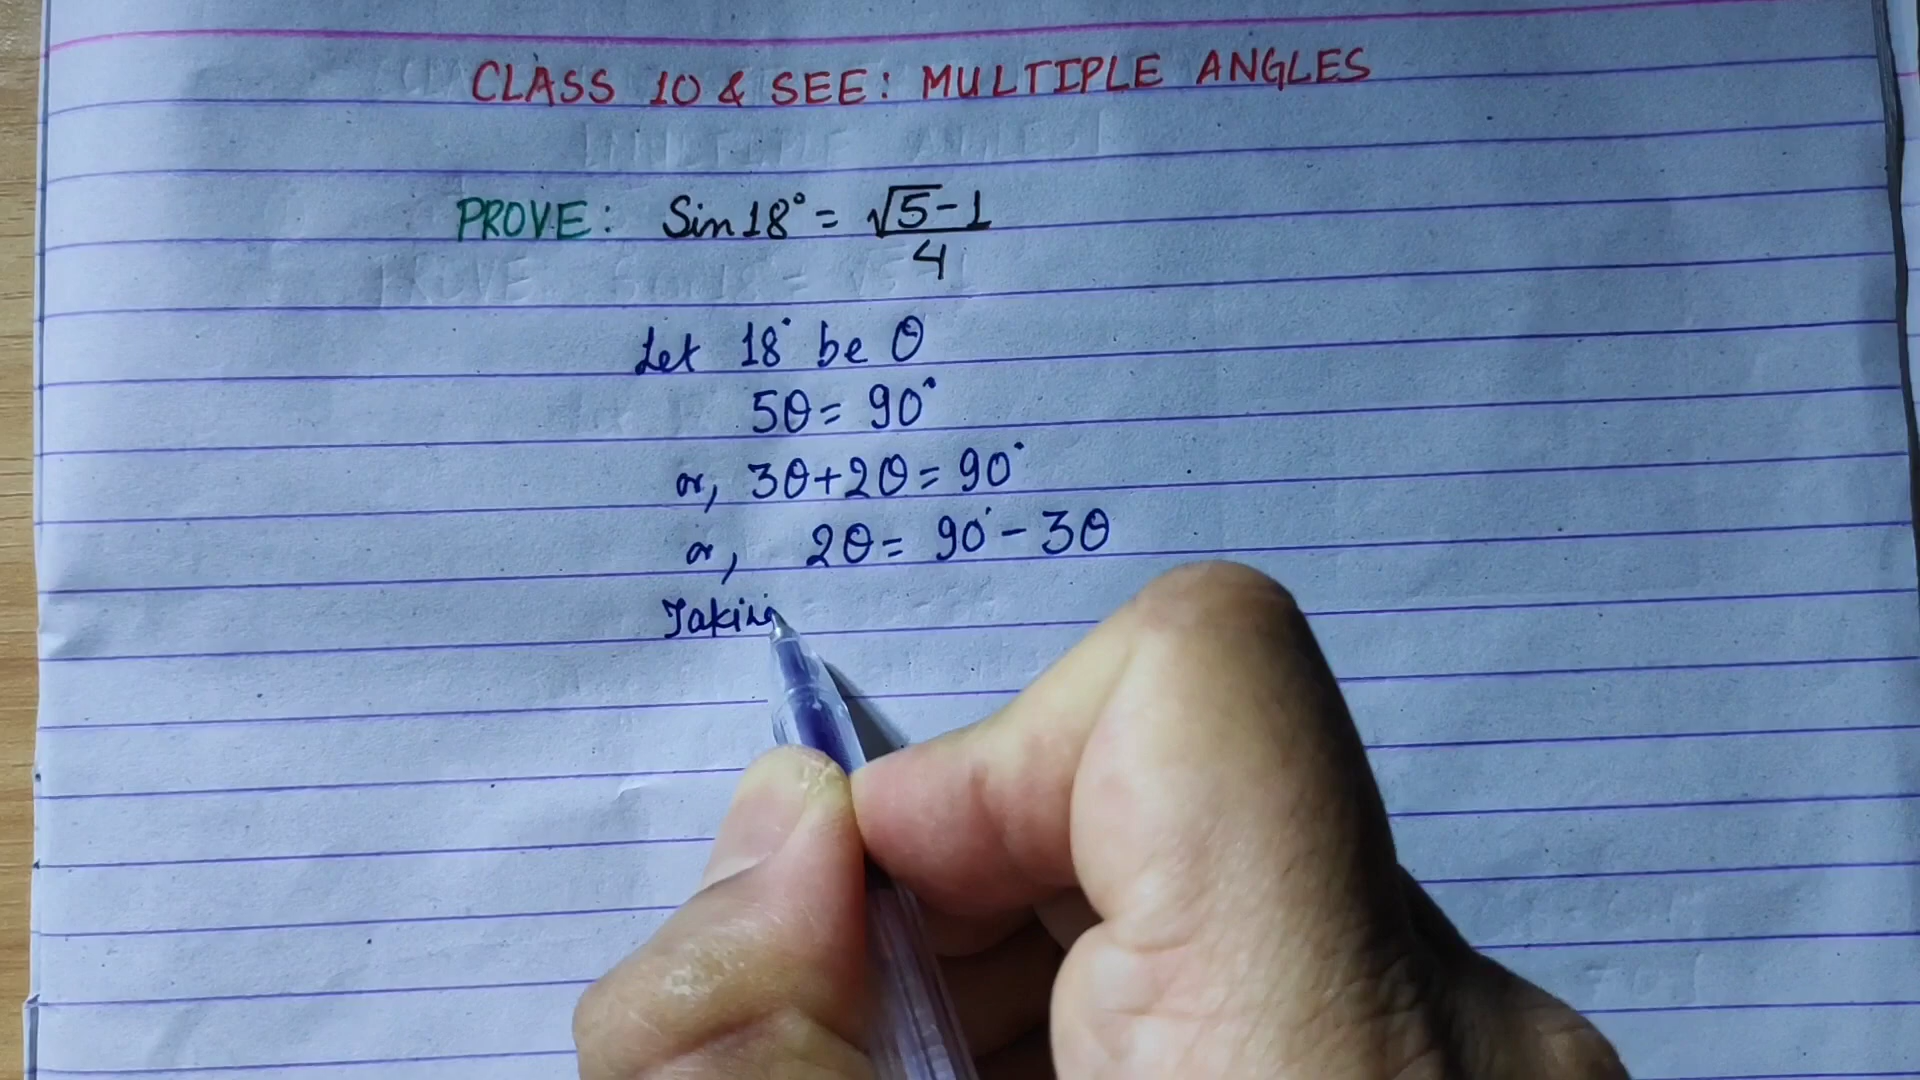 CLASS 10 & SEE: MULTIPLE ANGLES
PROVE: Sin 18° = √5-1 / 4
Let 18° be θ
5θ = 90°
or, 3θ+2θ = 90°
or, 2θ = 90° - 3θ
Taking